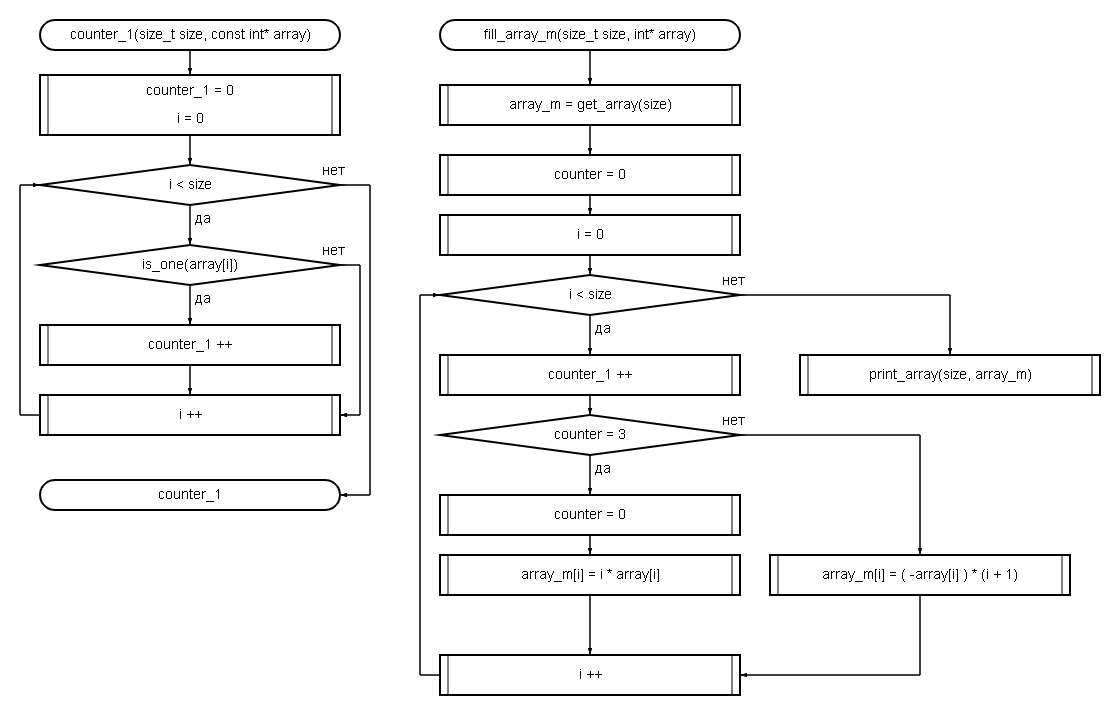 counter_1(size_t size, const int* array)
counter_1 = 0
i = 0
i < size
нет
да
is_one(array[i])
нет
да
counter_1 ++
i ++
counter_1
fill_array_m(size_t size, int* array)
array_m = get_array(size)
counter = 0
i = 0
i < size
нет
да
counter_1 ++
print_array(size, array_m)
counter = 3
нет
да
counter = 0
array_m[i] = i * array[i]
array_m[i] = ( -array[i] ) * (i + 1)
i ++